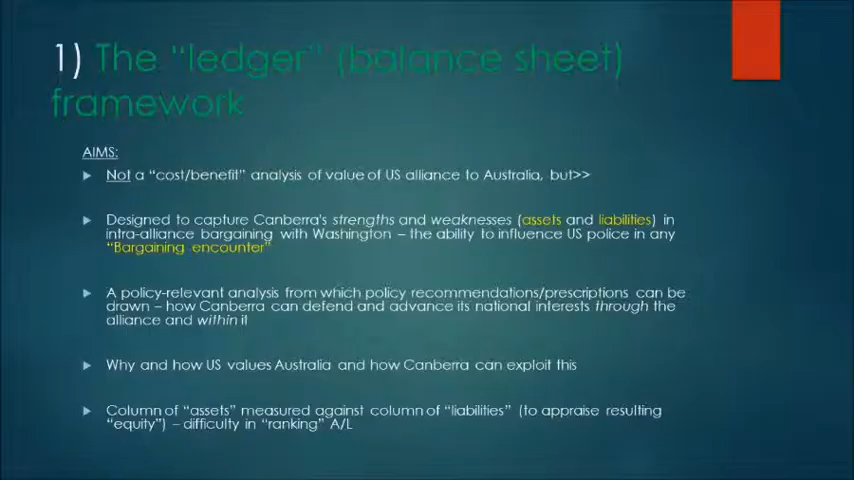 1) The “ledger” (balance sheet)
framework
AIMS:
Not a “cost/benefit” analysis of value of US alliance to Australia, but>>
Designed to capture Canberra's strengths and weaknesses (assets and liabilities) in
intra-alliance bargaining with Washington – the ability to influence US police in any
“Bargaining encounter”
A policy-relevant analysis from which policy recommendations/prescriptions can be
drawn – how Canberra can defend and advance its national interests through the
alliance and within it
Why and how US values Australia and how Canberra can exploit this
Column of “assets” measured against column of “liabilities” (to appraise resulting
“equity”) – difficulty in “ranking” A/L